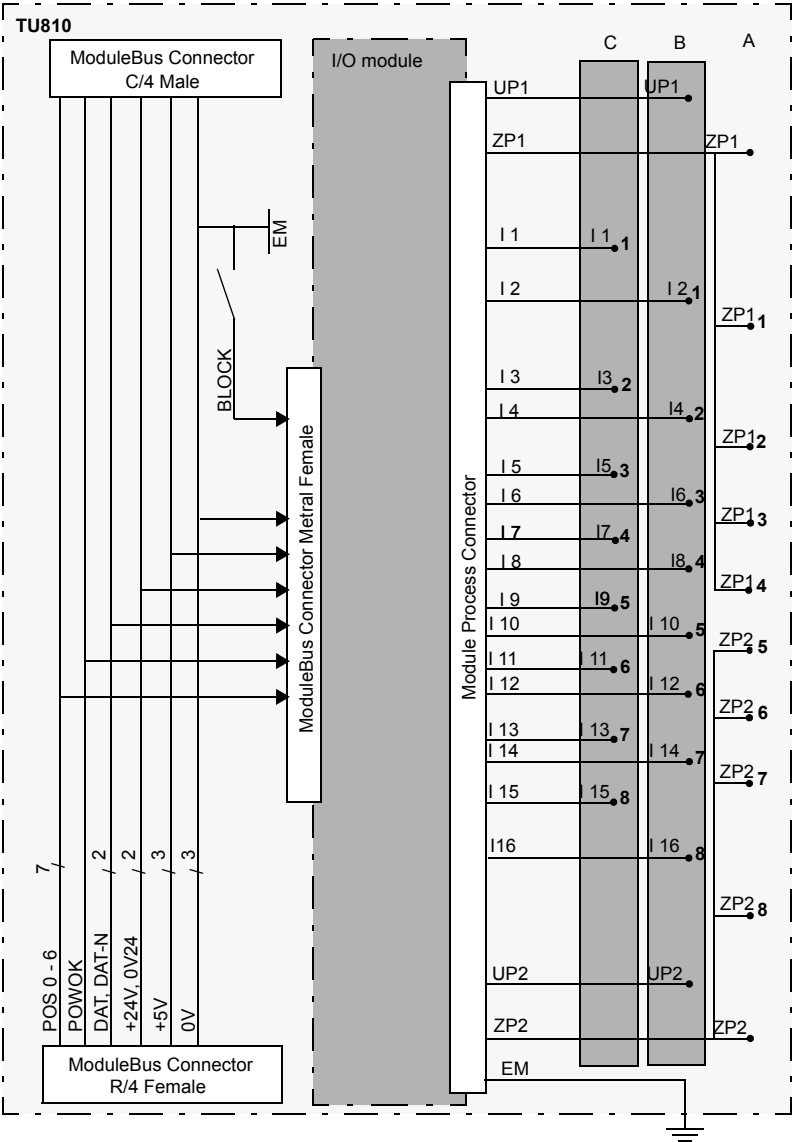 TU810
ModuleBus Connector
C/4 Male
I/O module
C B A
UP1 UP1
ZP1 ZP1
I 1 I 1 1
EM
I 2 I 2 1
ZP1 1
BLOCK
I 3 I3 2
I 4 I4 2
ZP1 2
ModuleBus Connector Metral Female
Module Process Connector
I 5 I5 3
I 6 I6 3
ZP1 3
I 7 I7 4
I 8 I8 4
ZP1 4
I 9 I9 5
I 10 I 10 5
ZP2 5
I 11 I 11 6
I 12 I 12 6
ZP2 6
I 13 I 13 7
I 14 I 14 7
ZP2 7
I 15 I 15 8
I16 I 16 8
7 2 2 3 3
ZP2 8
POS 0 - 6
POWOK
DAT, DAT-N
+24V, 0V24
+5V
0V
UP2 UP2
ZP2 ZP2
ModuleBus Connector
R/4 Female
EM